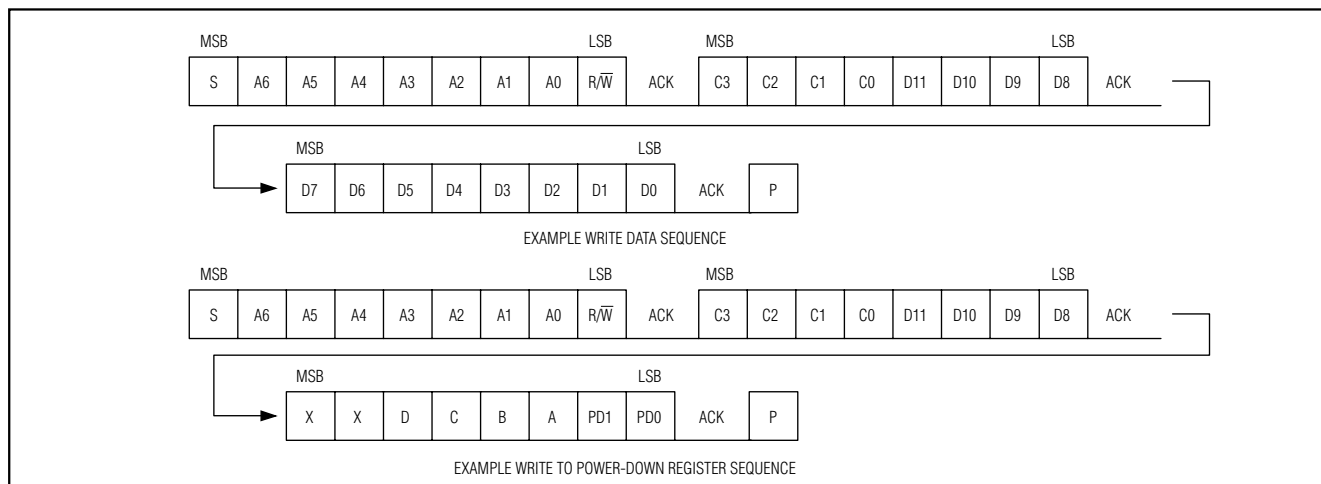 MSB LSB MSB LSB
S A6 A5 A4 A3 A2 A1 A0 R/W̅ ACK C3 C2 C1 C0 D11 D10 D9 D8 ACK
MSB LSB
D7 D6 D5 D4 D3 D2 D1 D0 ACK P
EXAMPLE WRITE DATA SEQUENCE
MSB LSB MSB LSB
S A6 A5 A4 A3 A2 A1 A0 R/W̅ ACK C3 C2 C1 C0 D11 D10 D9 D8 ACK
MSB LSB
X X D C B A PD1 PD0 ACK P
EXAMPLE WRITE TO POWER-DOWN REGISTER SEQUENCE